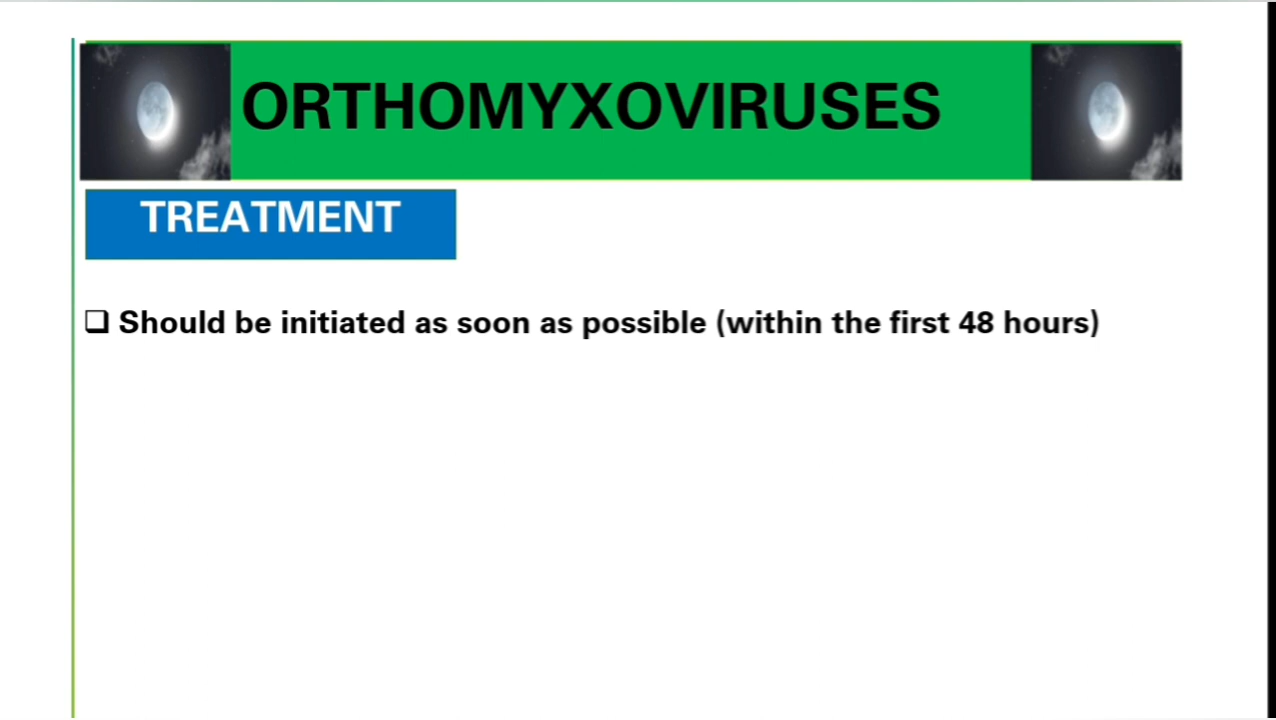 ORTHOMYXOVIRUSES
TREATMENT
❑ Should be initiated as soon as possible (within the first 48 hours)